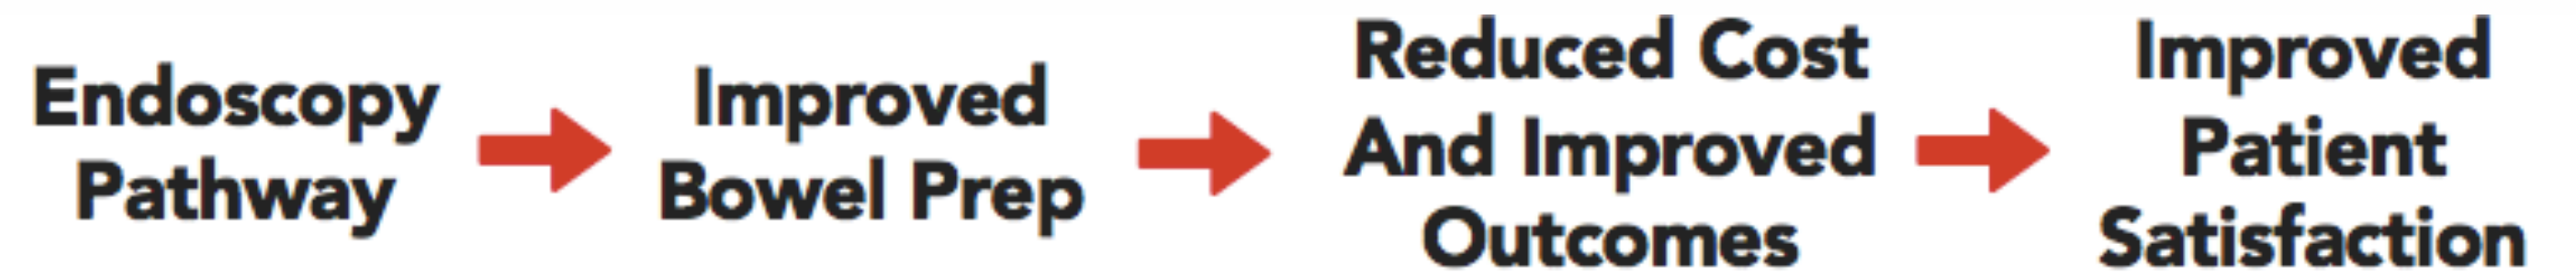 Endoscopy
Pathway
Improved
Bowel Prep
Reduced Cost
And Improved
Outcomes
Improved
Patient
Satisfaction